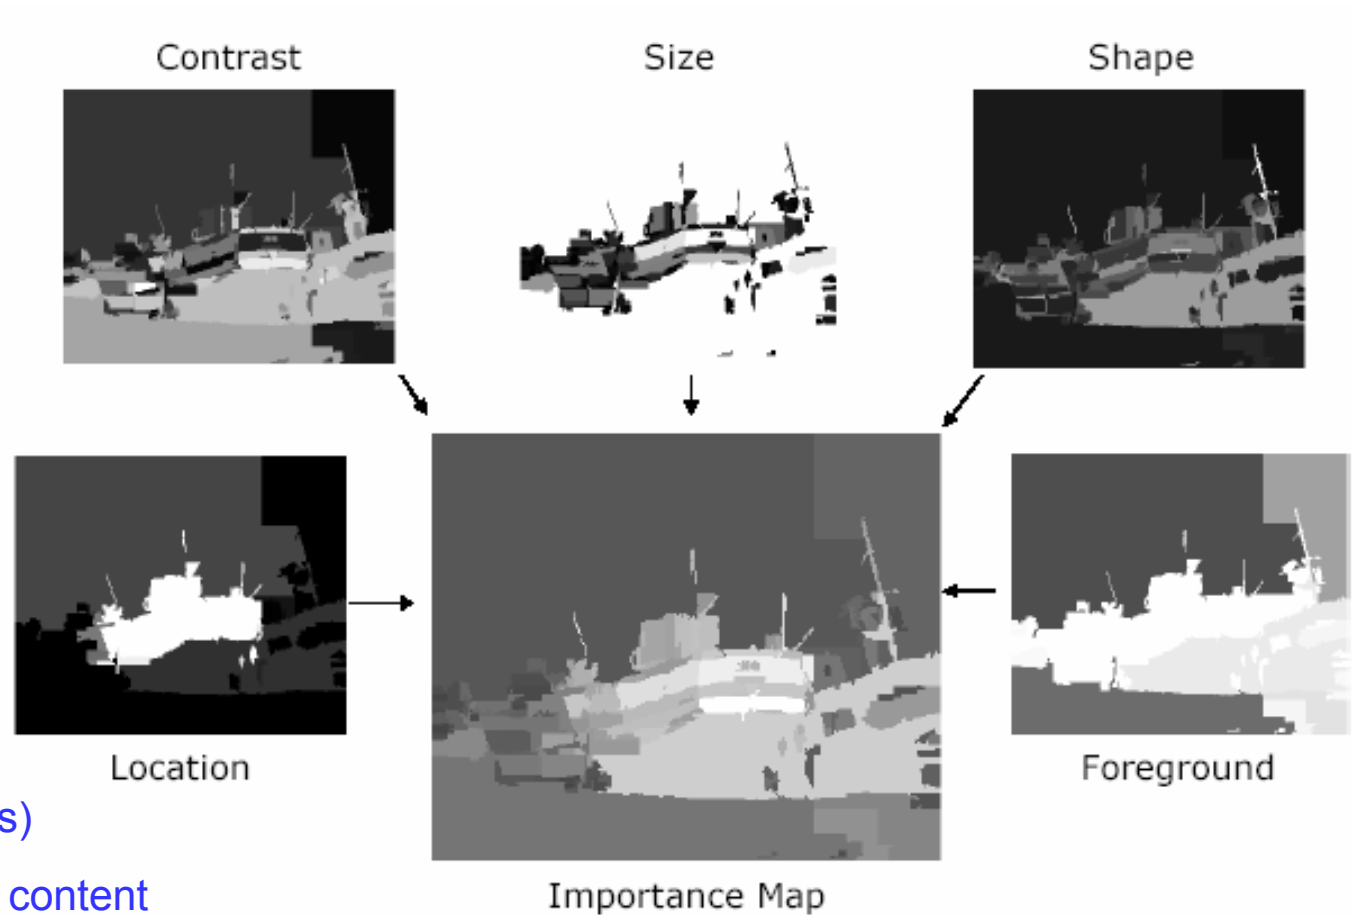 Contrast
Size
Shape
Location
Foreground
s)
content
Importance Map